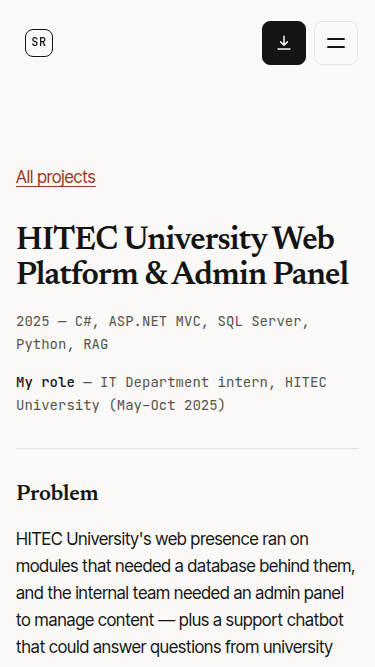 SR
All projects
HITEC University Web
Platform & Admin Panel
2025 — C#, ASP.NET MVC, SQL Server,
Python, RAG
My role — IT Department intern, HITEC
University (May–Oct 2025)
Problem
HITEC University's web presence ran on
modules that needed a database behind them,
and the internal team needed an admin panel
to manage content — plus a support chatbot
that could answer questions from university